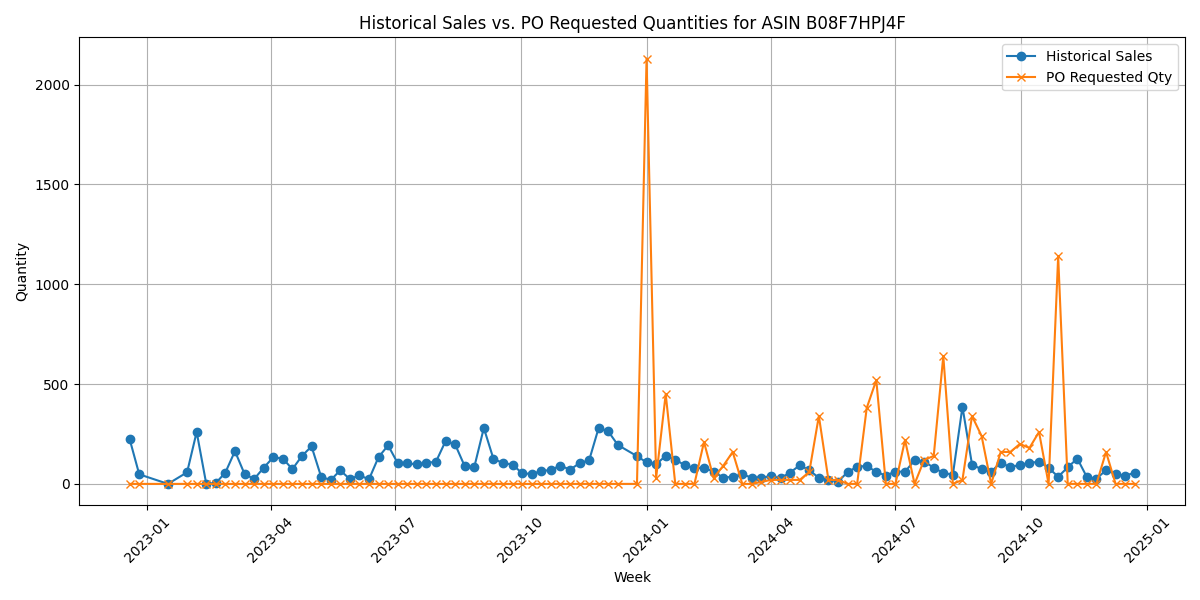 Historical Sales vs. PO Requested Quantities for ASIN B08F7HPJ4F
Historical Sales
PO Requested Qty
Quantity
2000
1500
1000
500
0
2023-01
2023-04
2023-07
2023-10
2024-01
2024-04
2024-07
2024-10
2025-01
Week